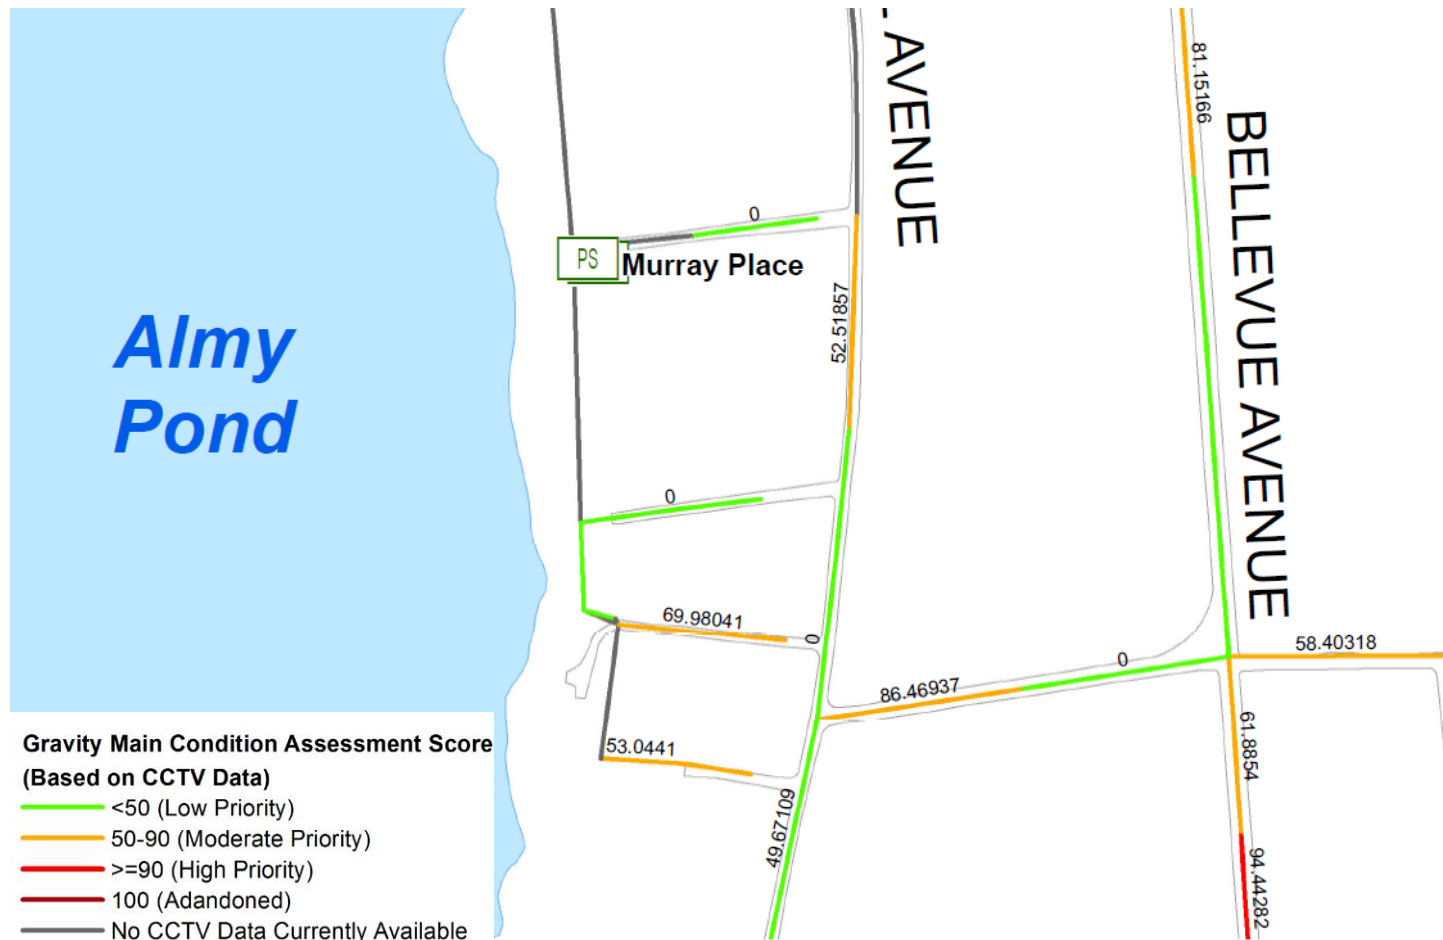 L AVENUE
81.15166
BELLEVUE AVENUE
0
PS
Murray Place
52.51857
Almy
Pond
0
69.98041
0
58.40318
0
86.46937
61.8854
53.0441
49.67109
94.44282
Gravity Main Condition Assessment Score
(Based on CCTV Data)
<50 (Low Priority)
50-90 (Moderate Priority)
>=90 (High Priority)
100 (Adandoned)
No CCTV Data Currently Available